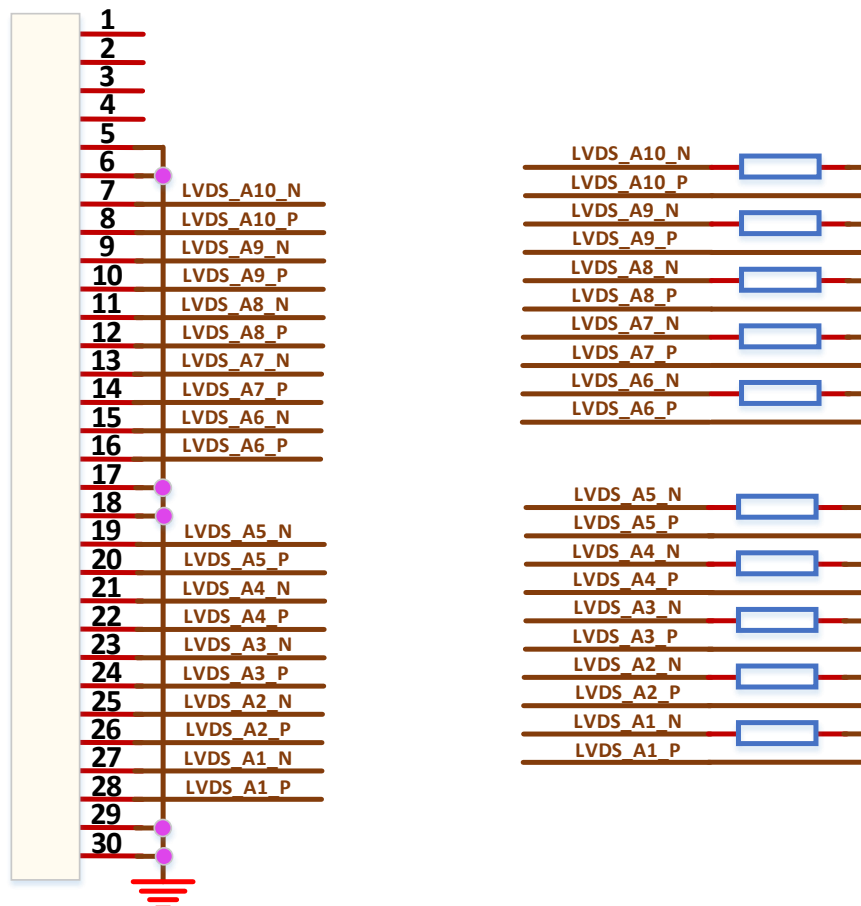 1
2
3
4
5
6
7 LVDS_A10_N
8 LVDS_A10_P
9 LVDS_A9_N
10 LVDS_A9_P
11 LVDS_A8_N
12 LVDS_A8_P
13 LVDS_A7_N
14 LVDS_A7_P
15 LVDS_A6_N
16 LVDS_A6_P
17
18
19 LVDS_A5_N
20 LVDS_A5_P
21 LVDS_A4_N
22 LVDS_A4_P
23 LVDS_A3_N
24 LVDS_A3_P
25 LVDS_A2_N
26 LVDS_A2_P
27 LVDS_A1_N
28 LVDS_A1_P
29
30
LVDS_A10_N
LVDS_A10_P
LVDS_A9_N
LVDS_A9_P
LVDS_A8_N
LVDS_A8_P
LVDS_A7_N
LVDS_A7_P
LVDS_A6_N
LVDS_A6_P
LVDS_A5_N
LVDS_A5_P
LVDS_A4_N
LVDS_A4_P
LVDS_A3_N
LVDS_A3_P
LVDS_A2_N
LVDS_A2_P
LVDS_A1_N
LVDS_A1_P